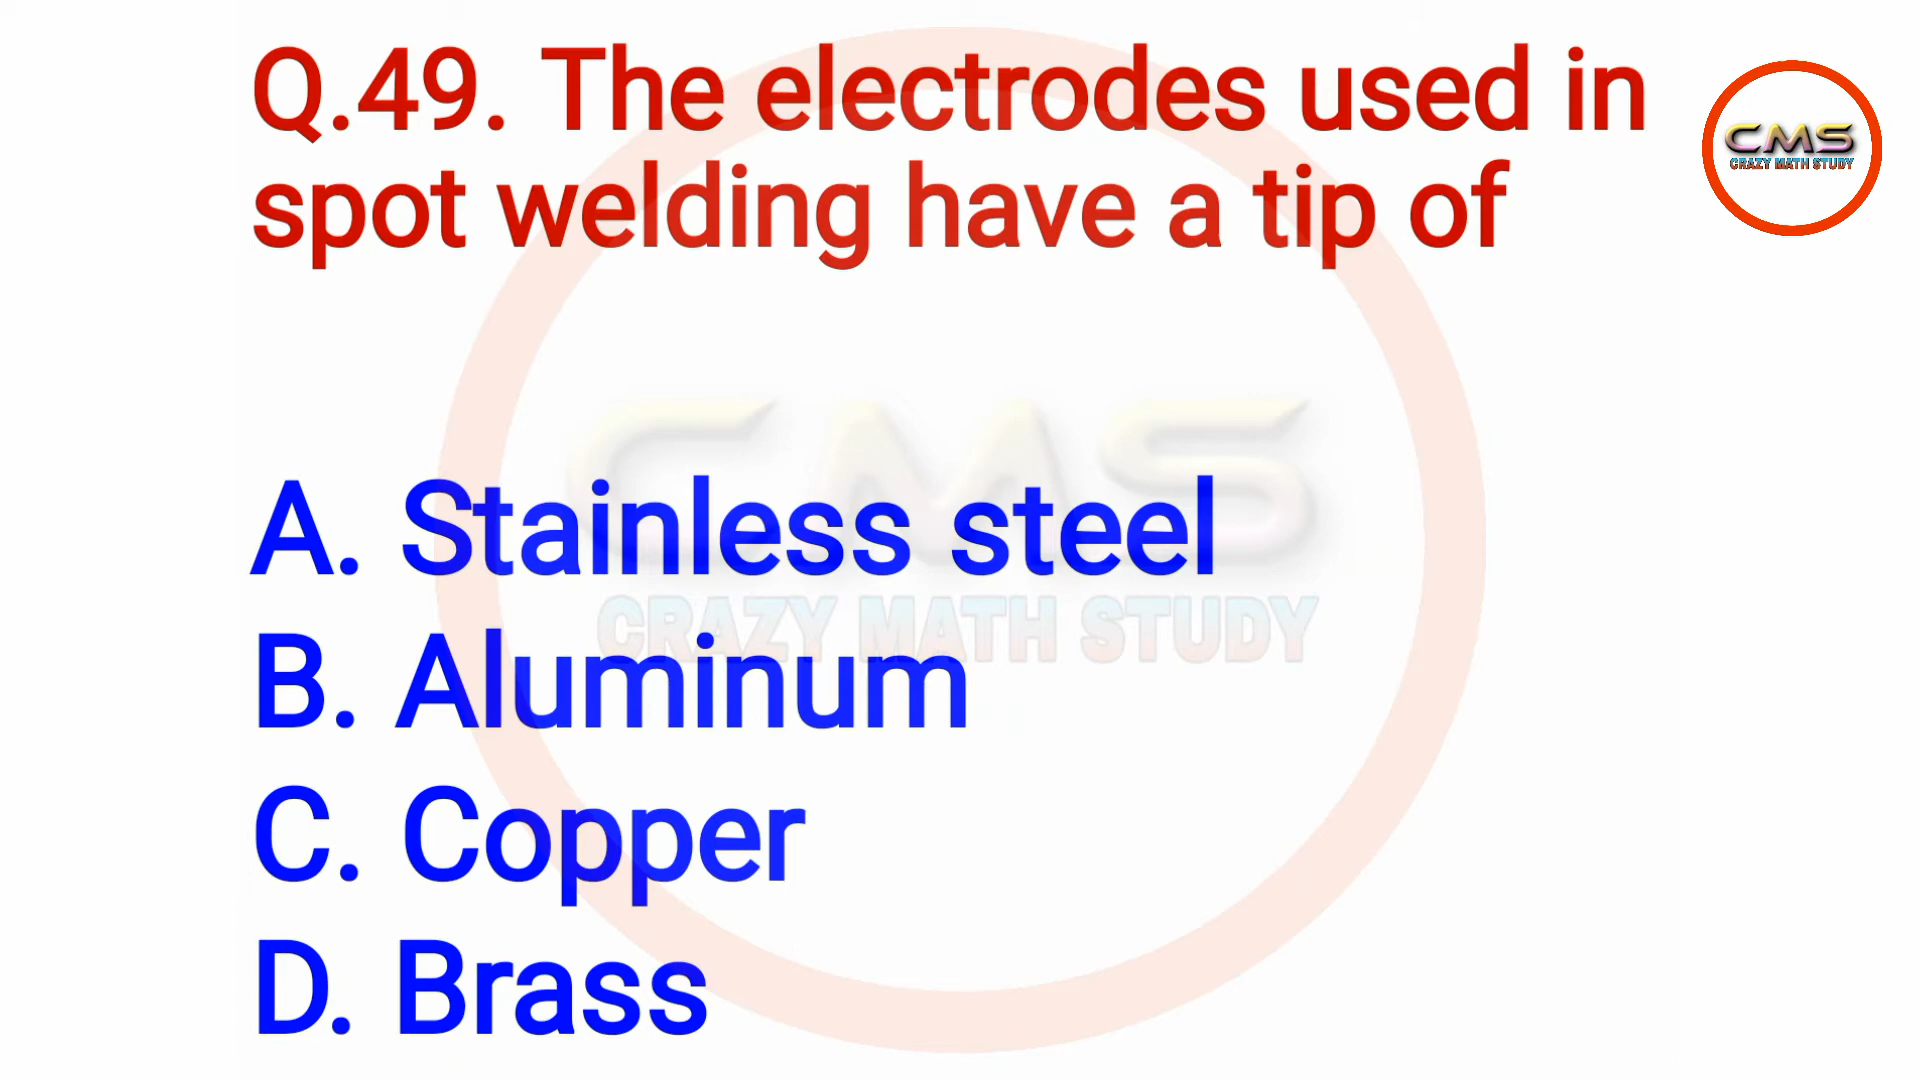 Q.49. The electrodes used in
spot welding have a tip of
CMS
CRAZY MATH STUDY
A. Stainless steel
B. Aluminum
C. Copper
D. Brass
CMS
CRAZY MATH STUDY